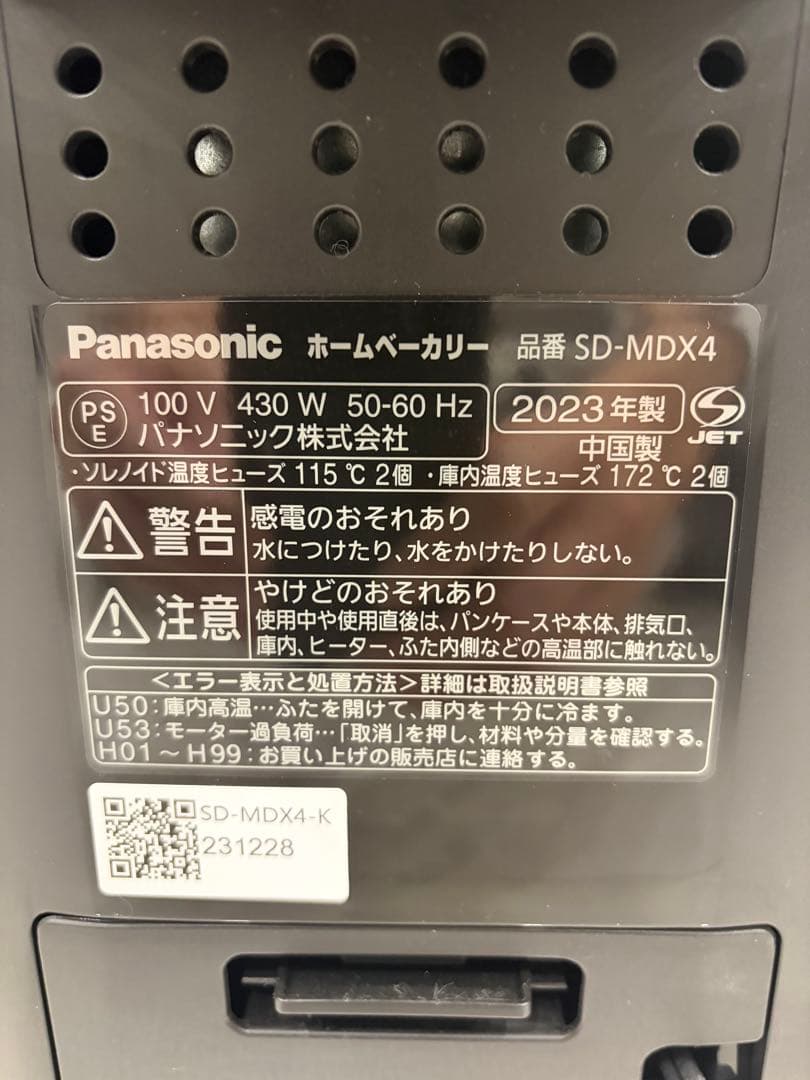 Panasonic ホームベーカリー 品番 SD-MDX4
PS E 100 V 430 W 50-60 Hz
パナソニック株式会社
2023年製
中国製
JET
・ソレノイド温度ヒューズ 115 ℃ 2個 ・庫内温度ヒューズ 172 ℃ 2個
警告
感電のおそれあり
水につけたり、水をかけたりしない。
注意
やけどのおそれあり
使用中や使用直後は、パンケースや本体、排気口、
庫内、ヒーター、ふた内側などの高温部に触れない。
<エラー表示と処置方法>詳細は取扱説明書参照
U50:庫内高温…ふたを開けて、庫内を十分に冷ます。
U53:モーター過負荷…「取消」を押し、材料や分量を確認する。
H01~H99:お買い上げの販売店に連絡する。
SD-MDX4-K
231228